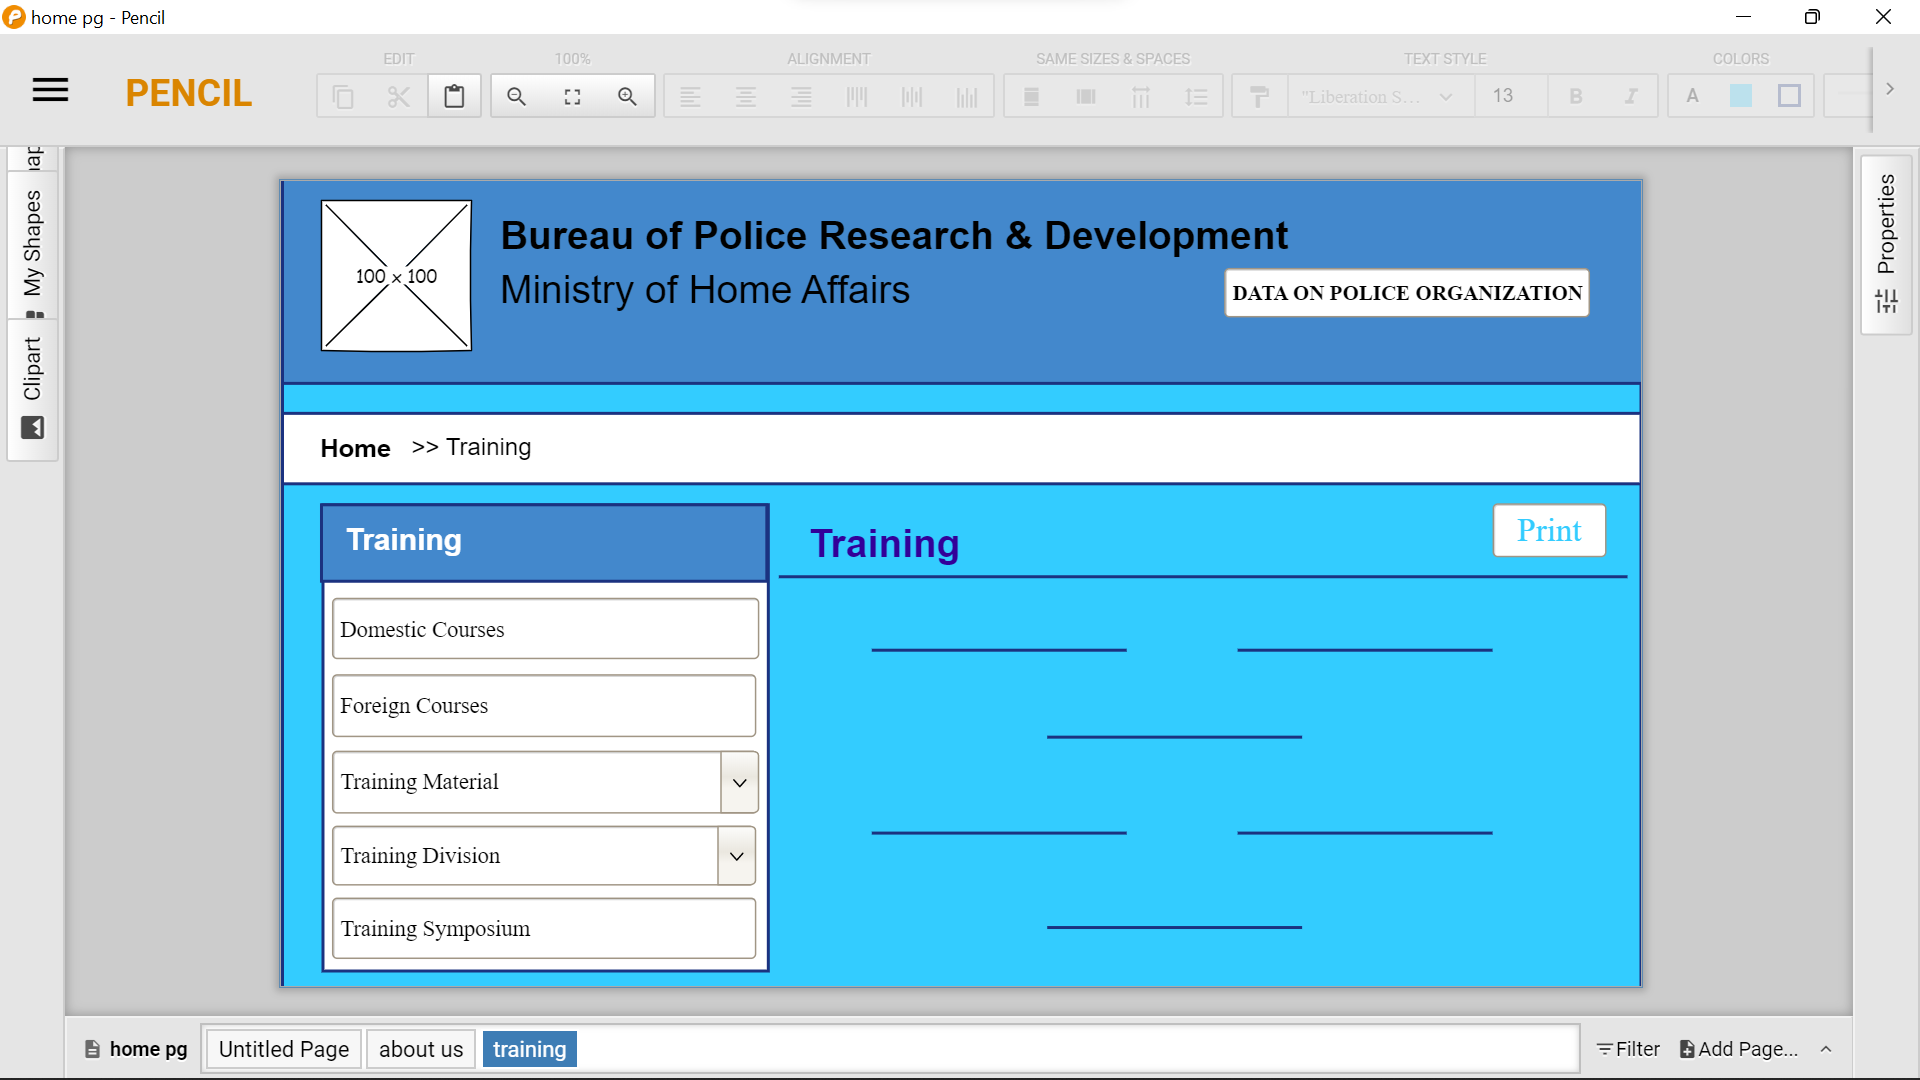 home pg - Pencil
EDIT
100%
ALIGNMENT
SAME SIZES & SPACES
TEXT STYLE
COLORS
PENCIL
"Liberation S...
13
B
I
A
My Shapes
Clipart
Properties
100 × 100
Bureau of Police Research & Development
Ministry of Home Affairs
DATA ON POLICE ORGANIZATION
Home >> Training
Training
Domestic Courses
Foreign Courses
Training Material
Training Division
Training Symposium
Training
Print
home pg
Untitled Page
about us
training
Filter
Add Page...